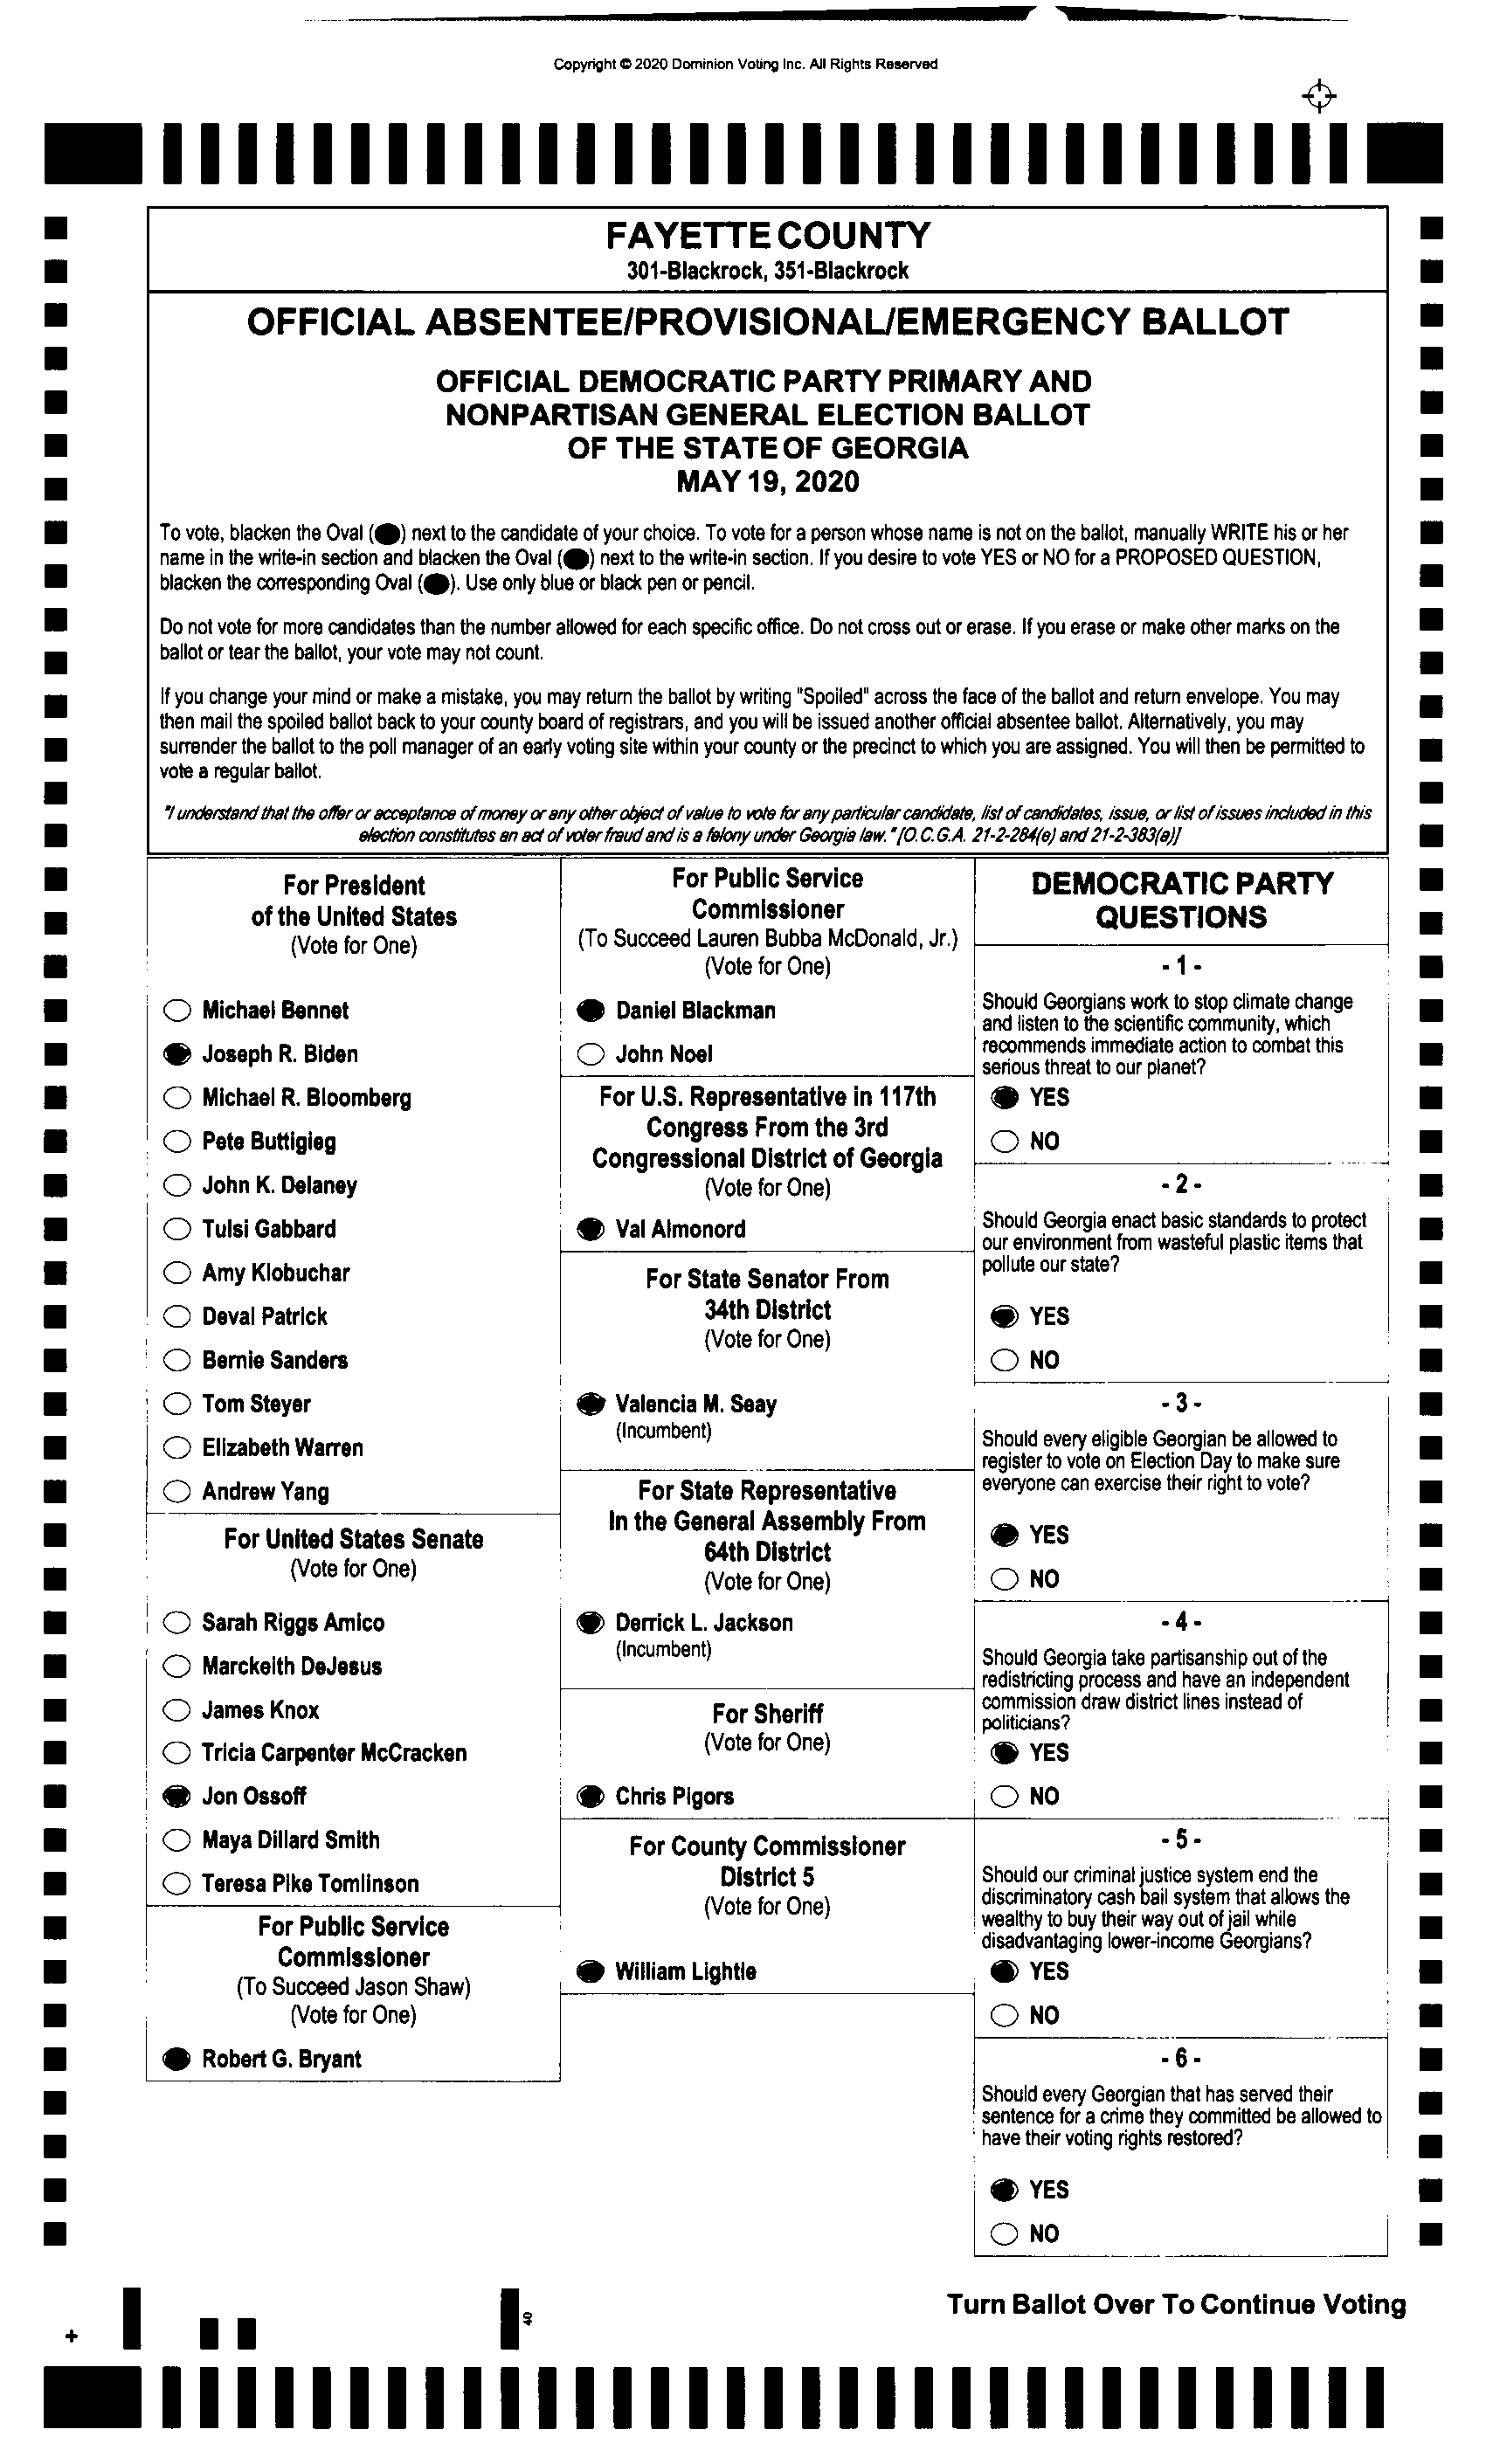 Copyright © 2020 Dominion Voting Inc. All Rights Reserved
FAYETTE COUNTY
301-Blackrock, 351-Blackrock
OFFICIAL ABSENTEE/PROVISIONAL/EMERGENCY BALLOT
OFFICIAL DEMOCRATIC PARTY PRIMARY AND
NONPARTISAN GENERAL ELECTION BALLOT
OF THE STATE OF GEORGIA
MAY 19, 2020
To vote, blacken the Oval (⬬) next to the candidate of your choice. To vote for a person whose name is not on the ballot, manually WRITE his or her
name in the write-in section and blacken the Oval (⬬) next to the write-in section. If you desire to vote YES or NO for a PROPOSED QUESTION,
blacken the corresponding Oval (⬬). Use only blue or black pen or pencil.
Do not vote for more candidates than the number allowed for each specific office. Do not cross out or erase. If you erase or make other marks on the
ballot or tear the ballot, your vote may not count.
If you change your mind or make a mistake, you may return the ballot by writing "Spoiled" across the face of the ballot and return envelope. You may
then mail the spoiled ballot back to your county board of registrars, and you will be issued another official absentee ballot. Alternatively, you may
surrender the ballot to the poll manager of an early voting site within your county or the precinct to which you are assigned. You will then be permitted to
vote a regular ballot.
"I understand that the offer or acceptance of money or any other object of value to vote for any particular candidate, list of candidates, issue, or list of issues included in this
election constitutes an act of voter fraud and is a felony under Georgia law." [O.C.G.A. 21-2-284(e) and 21-2-383(a)]
For President
of the United States
(Vote for One)
Michael Bennet
Joseph R. Biden
Michael R. Bloomberg
Pete Buttigieg
John K. Delaney
Tulsi Gabbard
Amy Klobuchar
Deval Patrick
Bernie Sanders
Tom Steyer
Elizabeth Warren
Andrew Yang
For United States Senate
(Vote for One)
Sarah Riggs Amico
Marckeith DeJesus
James Knox
Tricia Carpenter McCracken
Jon Ossoff
Maya Dillard Smith
Teresa Pike Tomlinson
For Public Service
Commissioner
(To Succeed Jason Shaw)
(Vote for One)
Robert G. Bryant
For Public Service
Commissioner
(To Succeed Lauren Bubba McDonald, Jr.)
(Vote for One)
Daniel Blackman
John Noel
For U.S. Representative in 117th
Congress From the 3rd
Congressional District of Georgia
(Vote for One)
Val Almonord
For State Senator From
34th District
(Vote for One)
Valencia M. Seay
(Incumbent)
For State Representative
In the General Assembly From
64th District
(Vote for One)
Derrick L. Jackson
(Incumbent)
For Sheriff
(Vote for One)
Chris Pigors
For County Commissioner
District 5
(Vote for One)
William Lightle
DEMOCRATIC PARTY
QUESTIONS
- 1 -
Should Georgians work to stop climate change
and listen to the scientific community, which
recommends immediate action to combat this
serious threat to our planet?
YES
NO
- 2 -
Should Georgia enact basic standards to protect
our environment from wasteful plastic items that
pollute our state?
YES
NO
- 3 -
Should every eligible Georgian be allowed to
register to vote on Election Day to make sure
everyone can exercise their right to vote?
YES
NO
- 4 -
Should Georgia take partisanship out of the
redistricting process and have an independent
commission draw district lines instead of
politicians?
YES
NO
- 5 -
Should our criminal justice system end the
discriminatory cash bail system that allows the
wealthy to buy their way out of jail while
disadvantaging lower-income Georgians?
YES
NO
- 6 -
Should every Georgian that has served their
sentence for a crime they committed be allowed to
have their voting rights restored?
YES
NO
Turn Ballot Over To Continue Voting
40
+